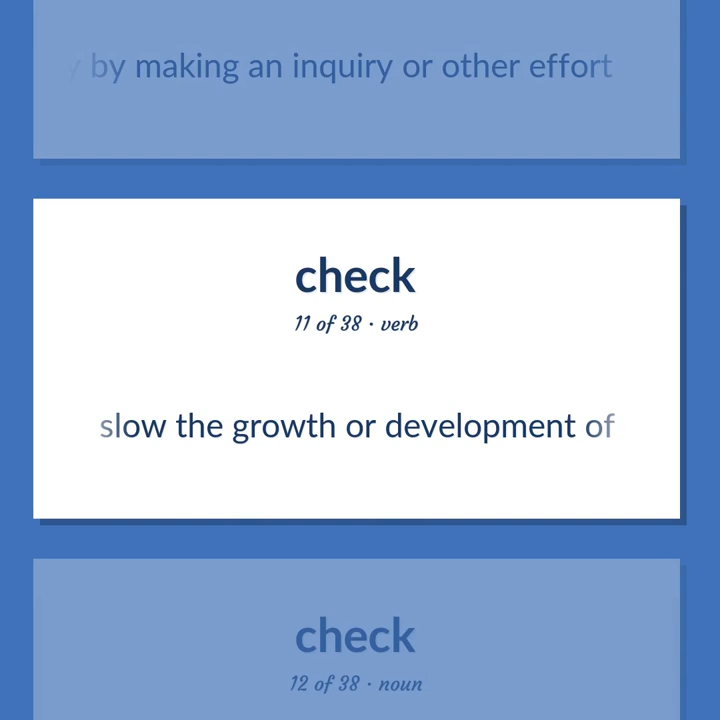 by making an inquiry or other effort
check
11 of 38 · verb
slow the growth or development of
check
12 of 38 · noun